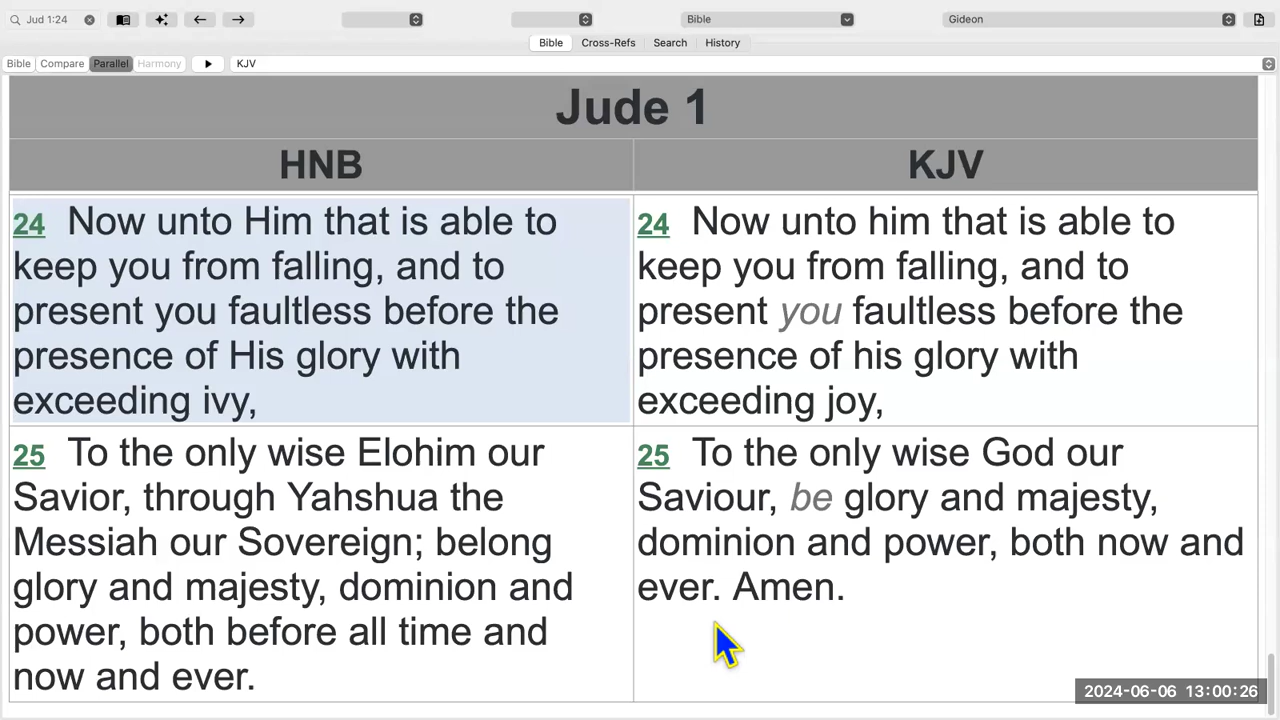 Jud 1:24
Bible
Gideon
Bible
Cross-Refs
Search
History
Bible
Compare
Parallel
Harmony
KJV
Jude 1
HNB
KJV
24 Now unto Him that is able to
keep you from falling, and to
present you faultless before the
presence of His glory with
exceeding ivy,
24 Now unto him that is able to
keep you from falling, and to
present you faultless before the
presence of his glory with
exceeding joy,
25 To the only wise Elohim our
Savior, through Yahshua the
Messiah our Sovereign; belong
glory and majesty, dominion and
power, both before all time and
now and ever.
25 To the only wise God our
Saviour, be glory and majesty,
dominion and power, both now and
ever. Amen.
2024-06-06 13:00:26